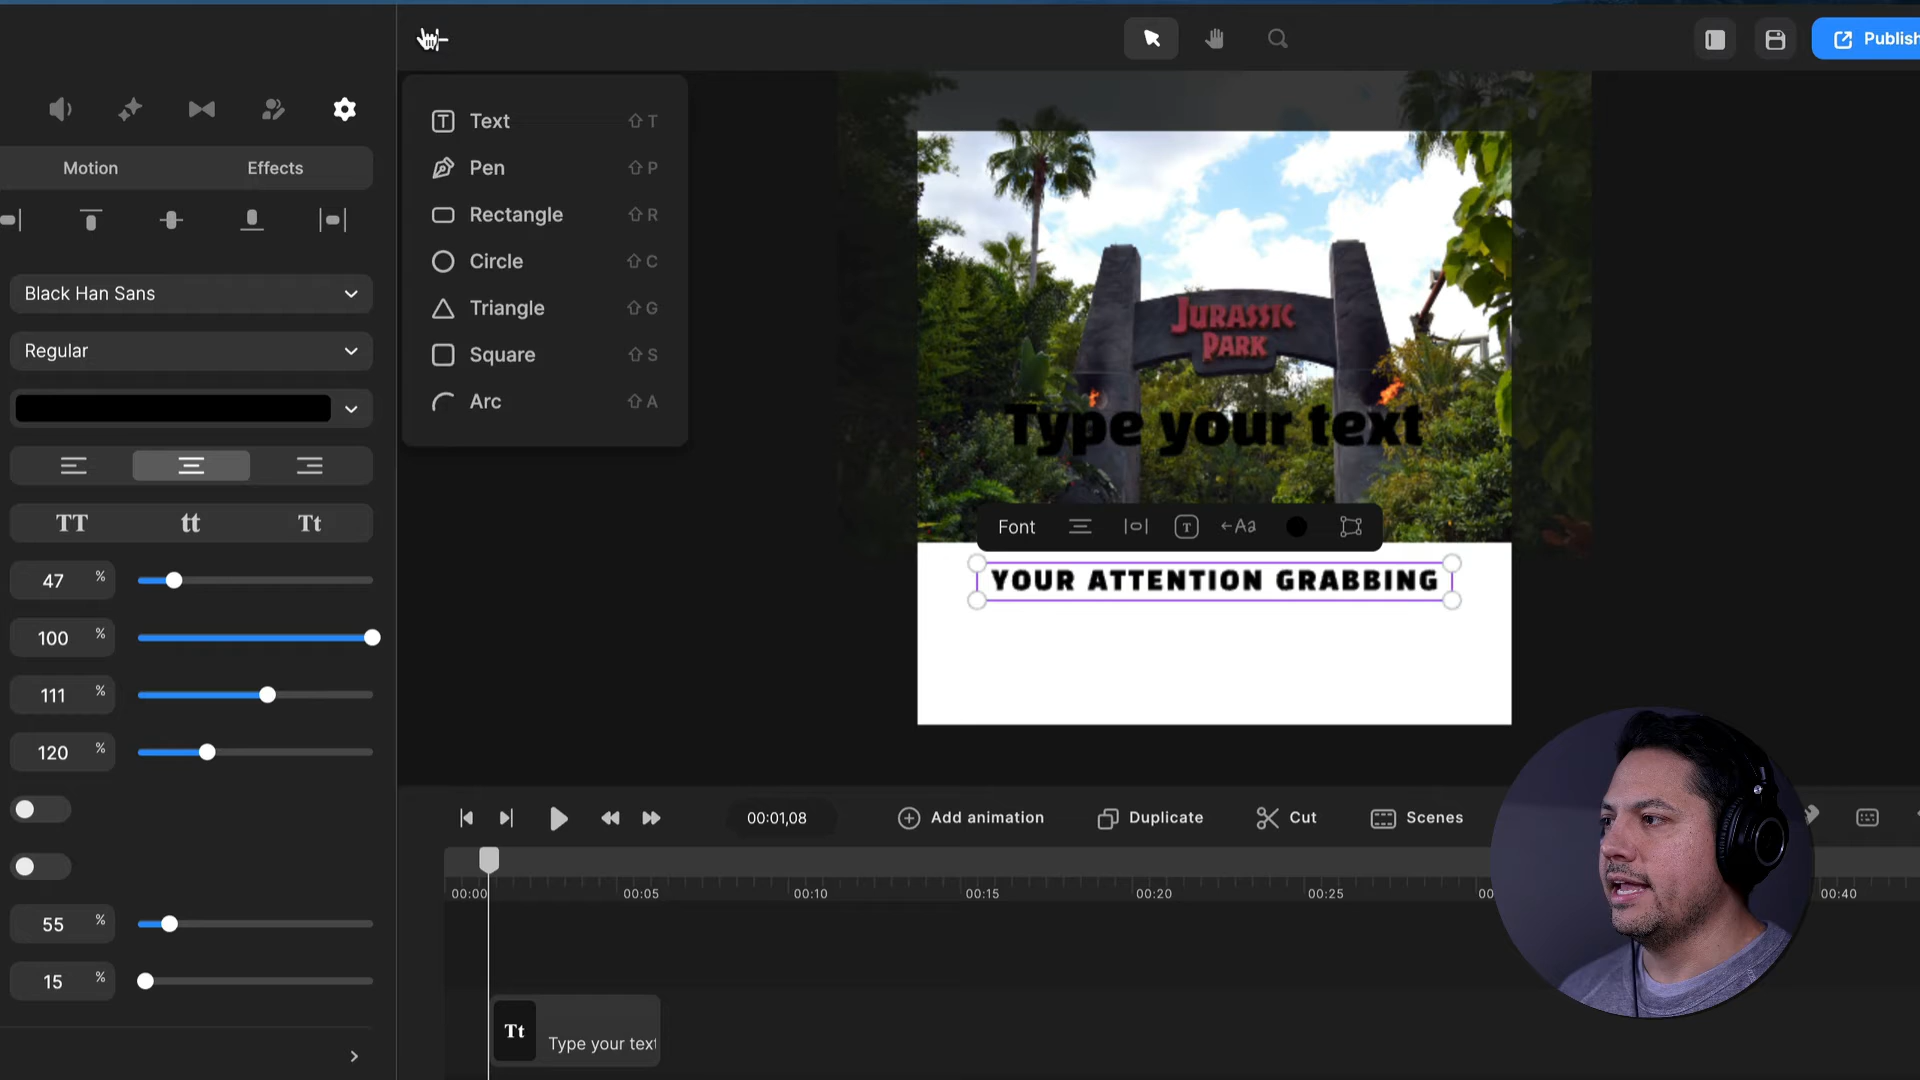 Publish
Text ⇧ T
Pen ⇧ P
Rectangle ⇧ R
Circle ⇧ C
Triangle ⇧ G
Square ⇧ S
Arc ⇧ A
Motion Effects
Black Han Sans
Regular
TT tt Tt
47 %
100 %
111 %
120 %
55 %
15 %
JURASSIC
PARK
Type your text
Font T ←Aa
YOUR ATTENTION GRABBING
00:01,08
Add animation Duplicate Cut Scenes
00:00 00:05 00:10 00:15 00:20 00:25 00 00:40
Tt Type your text